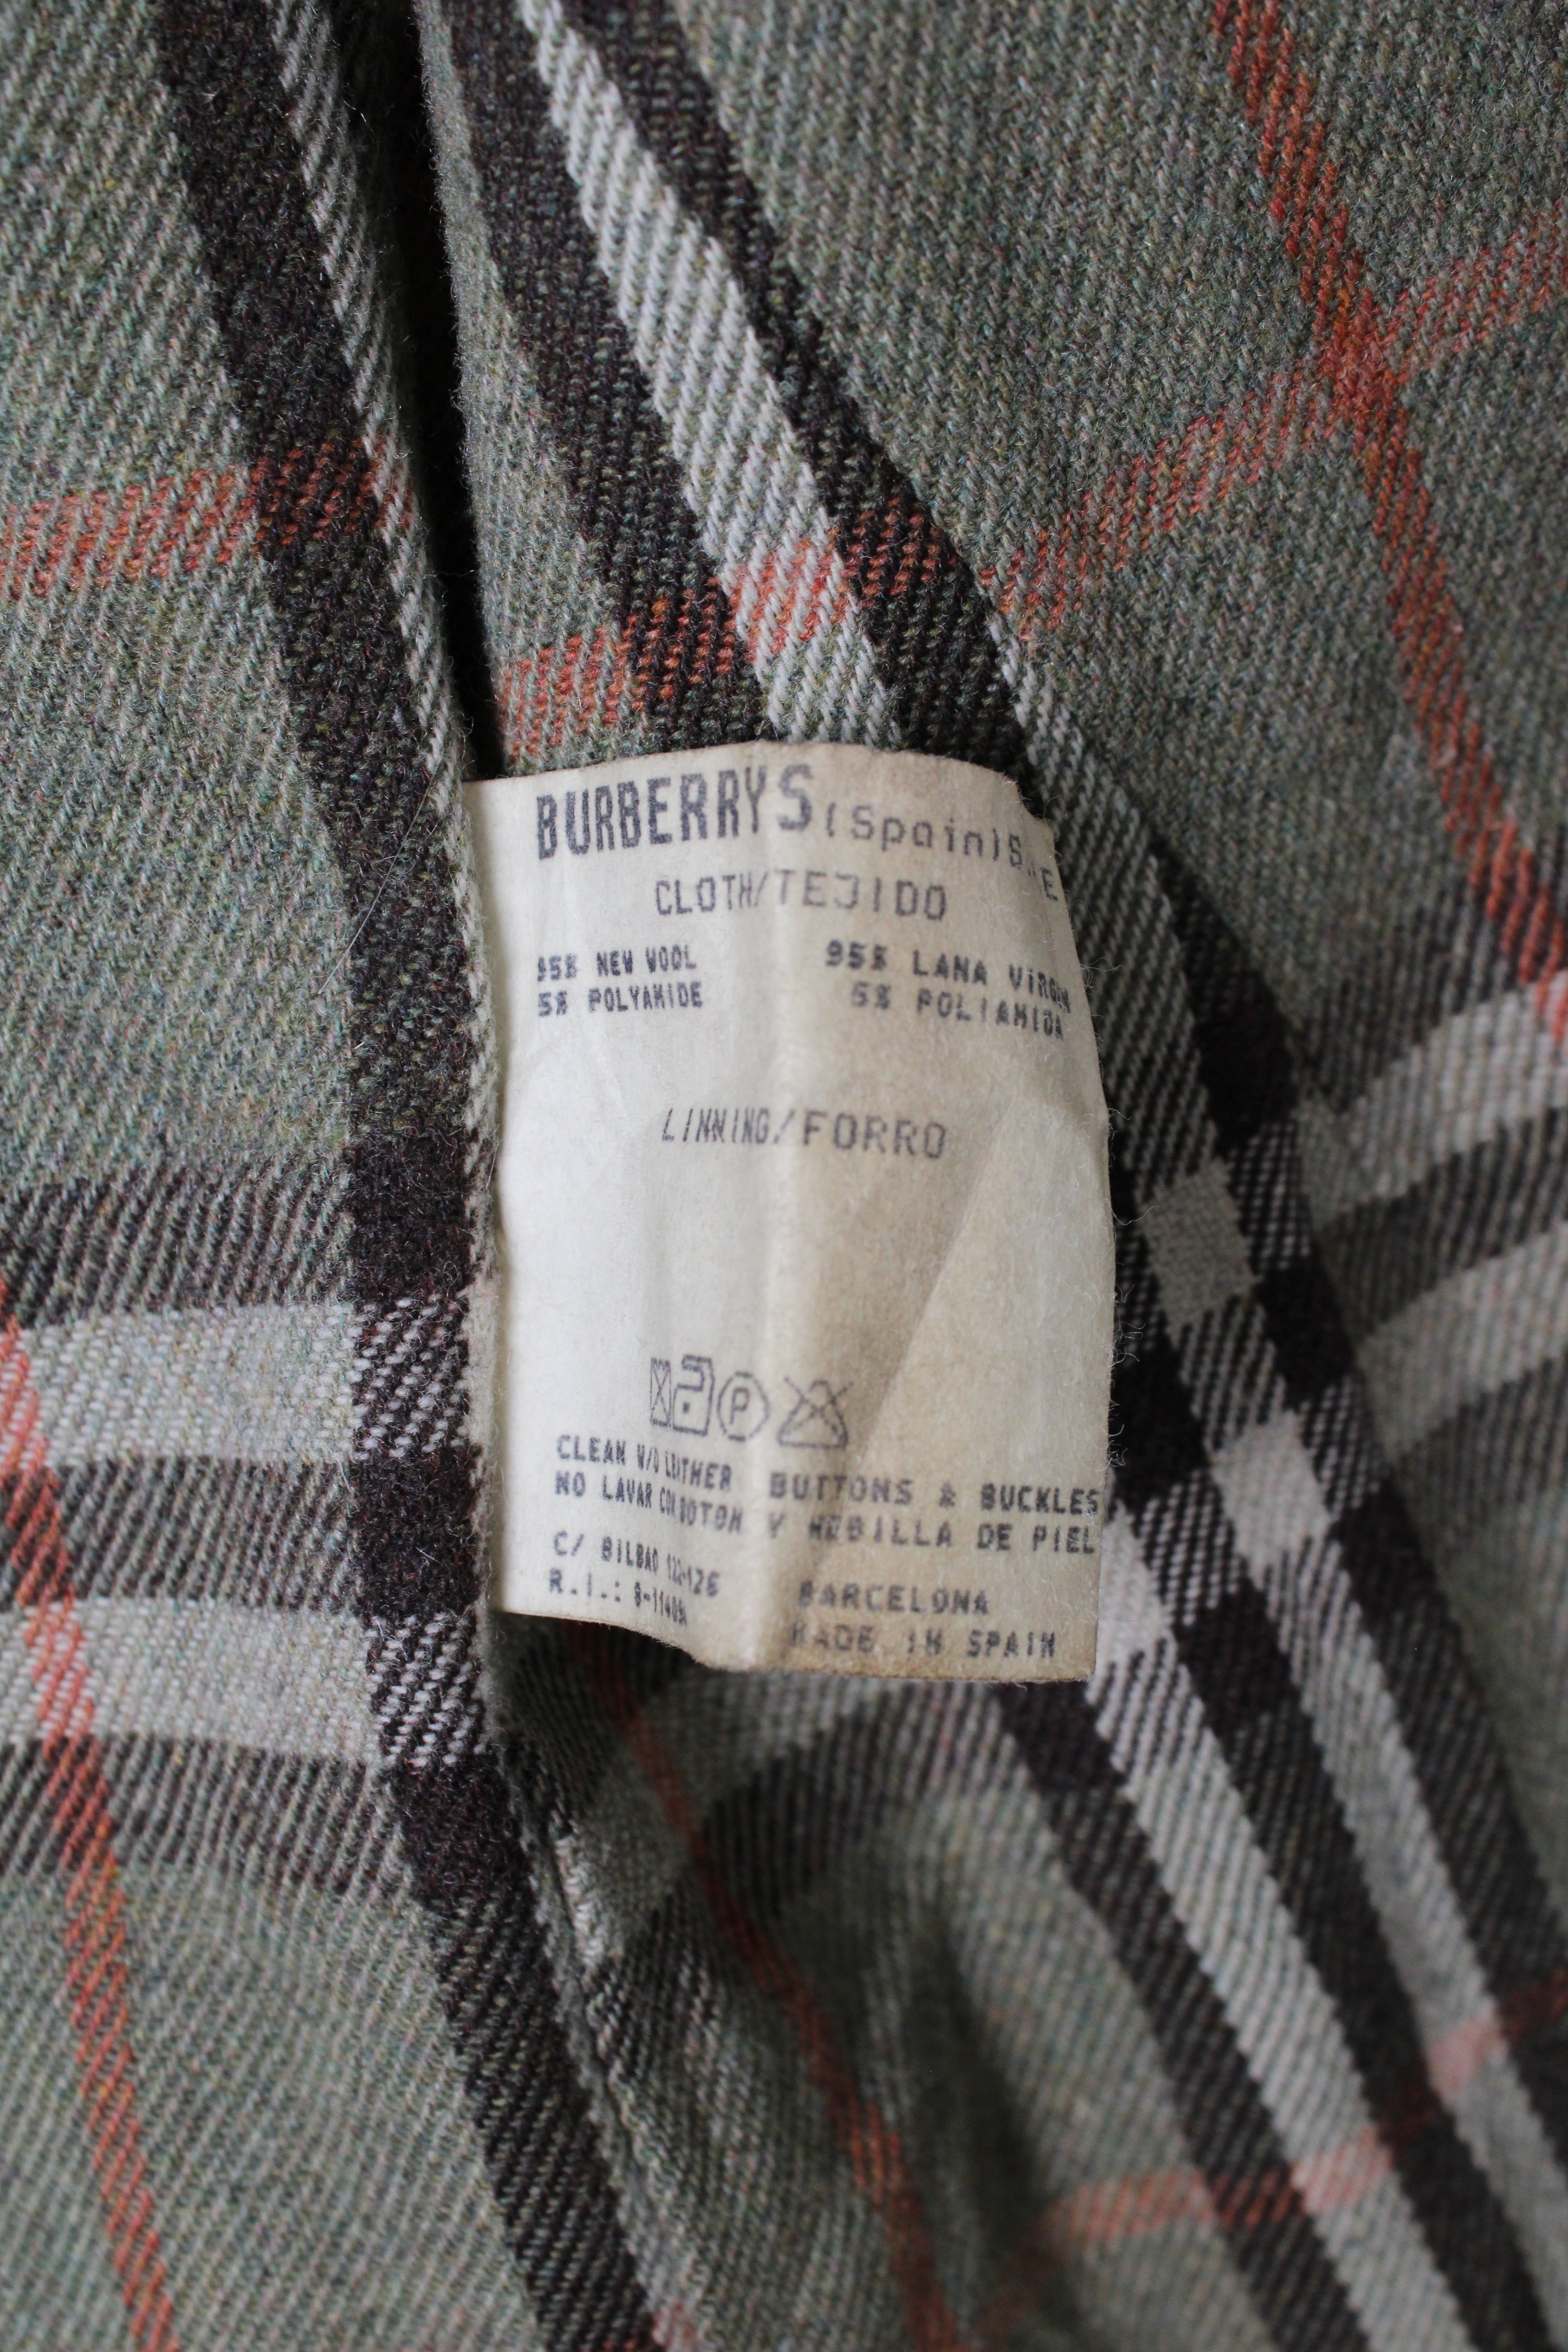 BURBERRYS (Spain)
CLOTH/TEJIDO
95% NEW WOOL 95% LANA VIRGIN
5% POLYAMIDE 5% POLIAMIDA
LINNING/FORRO
P
CLEAN W/O LEATHER BUTTONS & BUCKLES
NO LAVAR CON BOTON Y HEBILLA DE PIEL
C/ BILBAO 122-126 BARCELONA
R.I.: MADE IN SPAIN